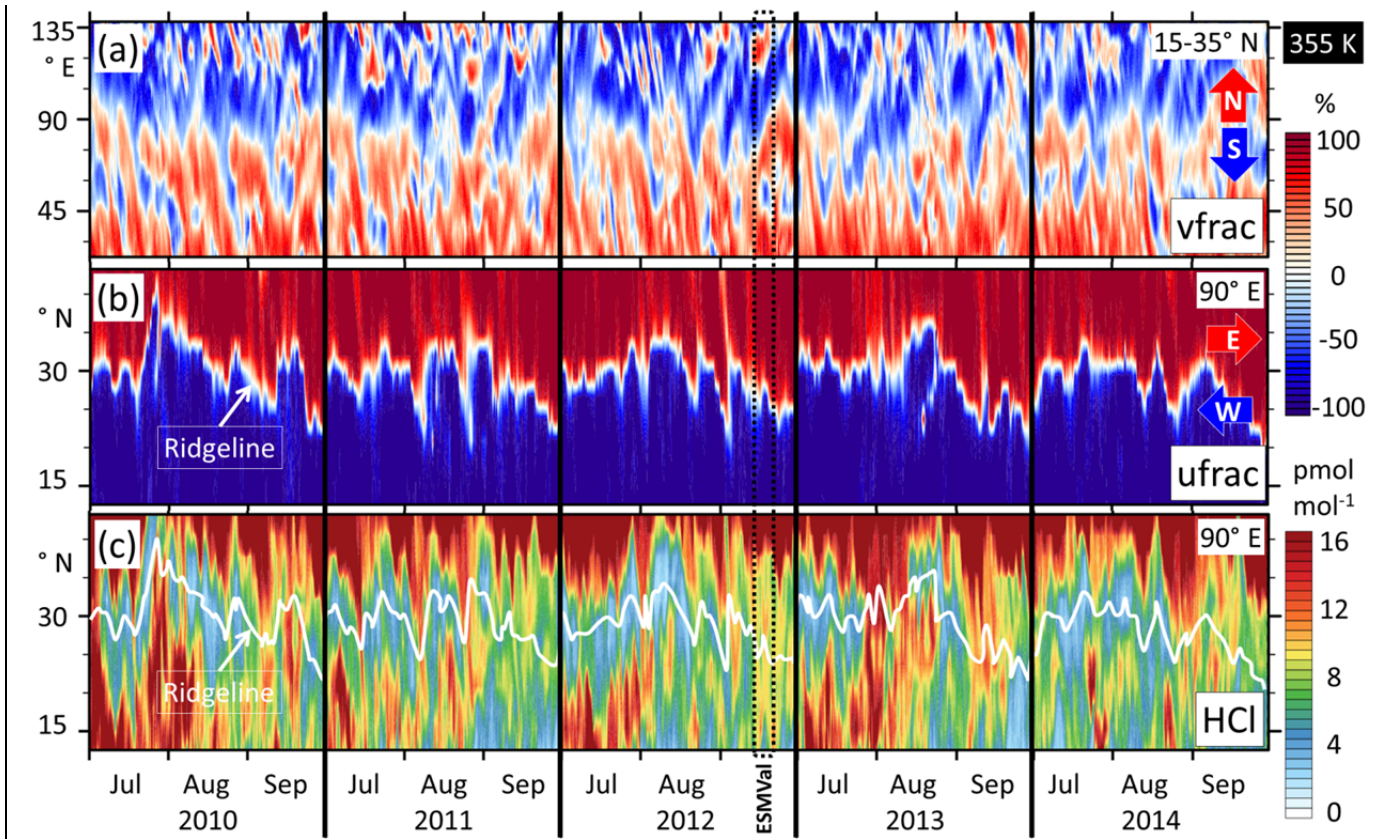 135
° E
90
45
(a)
15-35° N
N
S
vfrac
355 K
%
100
50
0
-50
-100
(b)
° N
30
15
Ridgeline
90° E
E
W
ufrac
pmol
mol-1
(c)
° N
30
15
Ridgeline
90° E
HCl
16
12
8
4
0
Jul Aug Sep Jul Aug Sep Jul Aug Sep Jul Aug Sep Jul Aug Sep
ESMVal
2010 2011 2012 2013 2014